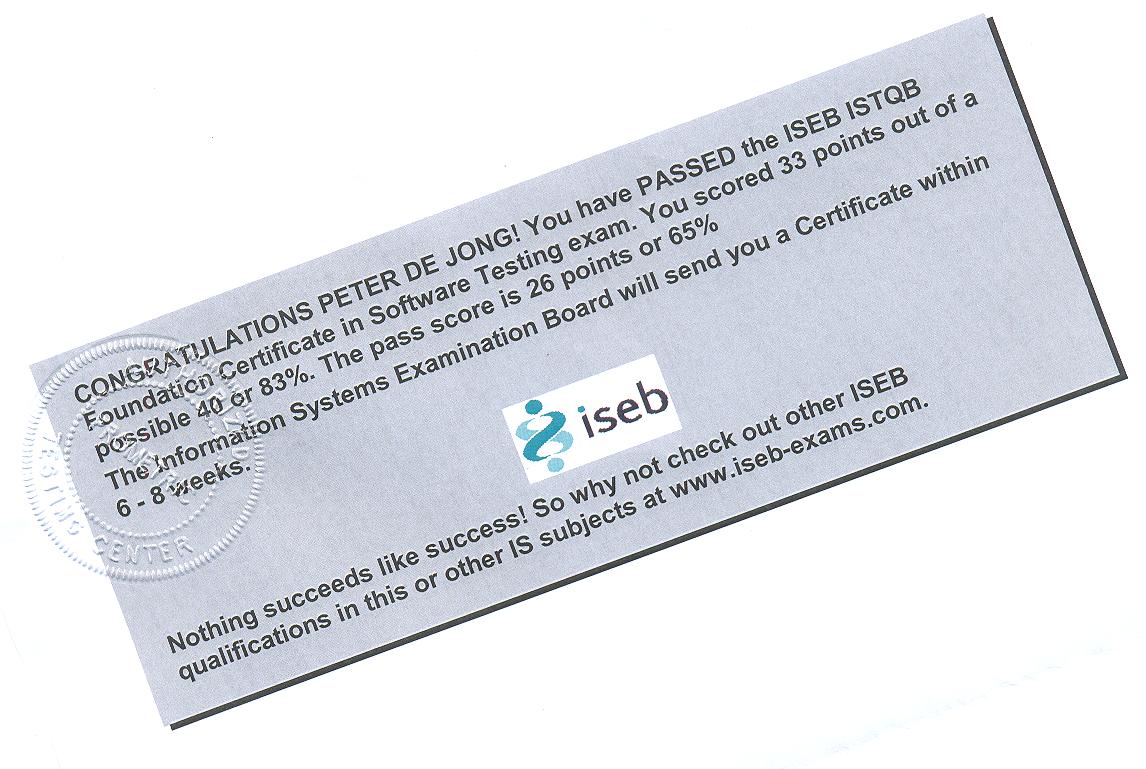 CONGRATULATIONS PETER DE JONG! You have PASSED the ISEB ISTQB
Foundation Certificate in Software Testing exam. You scored 33 points out of a
possible 40 or 83%. The pass score is 26 points or 65%
The Information Systems Examination Board will send you a Certificate within
6 - 8 weeks.
iseb
Nothing succeeds like success! So why not check out other ISEB
qualifications in this or other IS subjects at www.iseb-exams.com.
TESTING CENTER